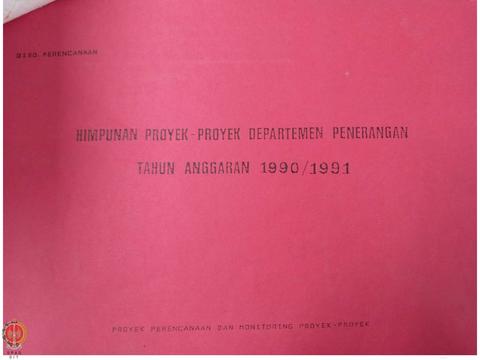 BIRO PERENCANAAN
HIMPUNAN PROYEK-PROYEK DEPARTEMEN PENERANGAN
TAHUN ANGGARAN 1990/1991
PROYEK PERENCANAAN DAN MONITORING PROYEK-PROYEK